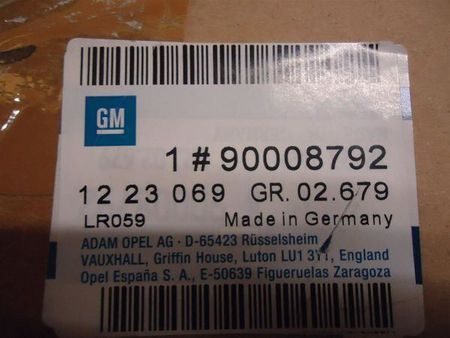 GM
1 # 90008792
12 23 069 GR. 02.679
LR059 Made in Germany
ADAM OPEL AG · D-65423 Rüsselsheim
VAUXHALL, Griffin House, Luton LU1 3YT, England
Opel España S. A., E-50639 Figueruelas Zaragoza